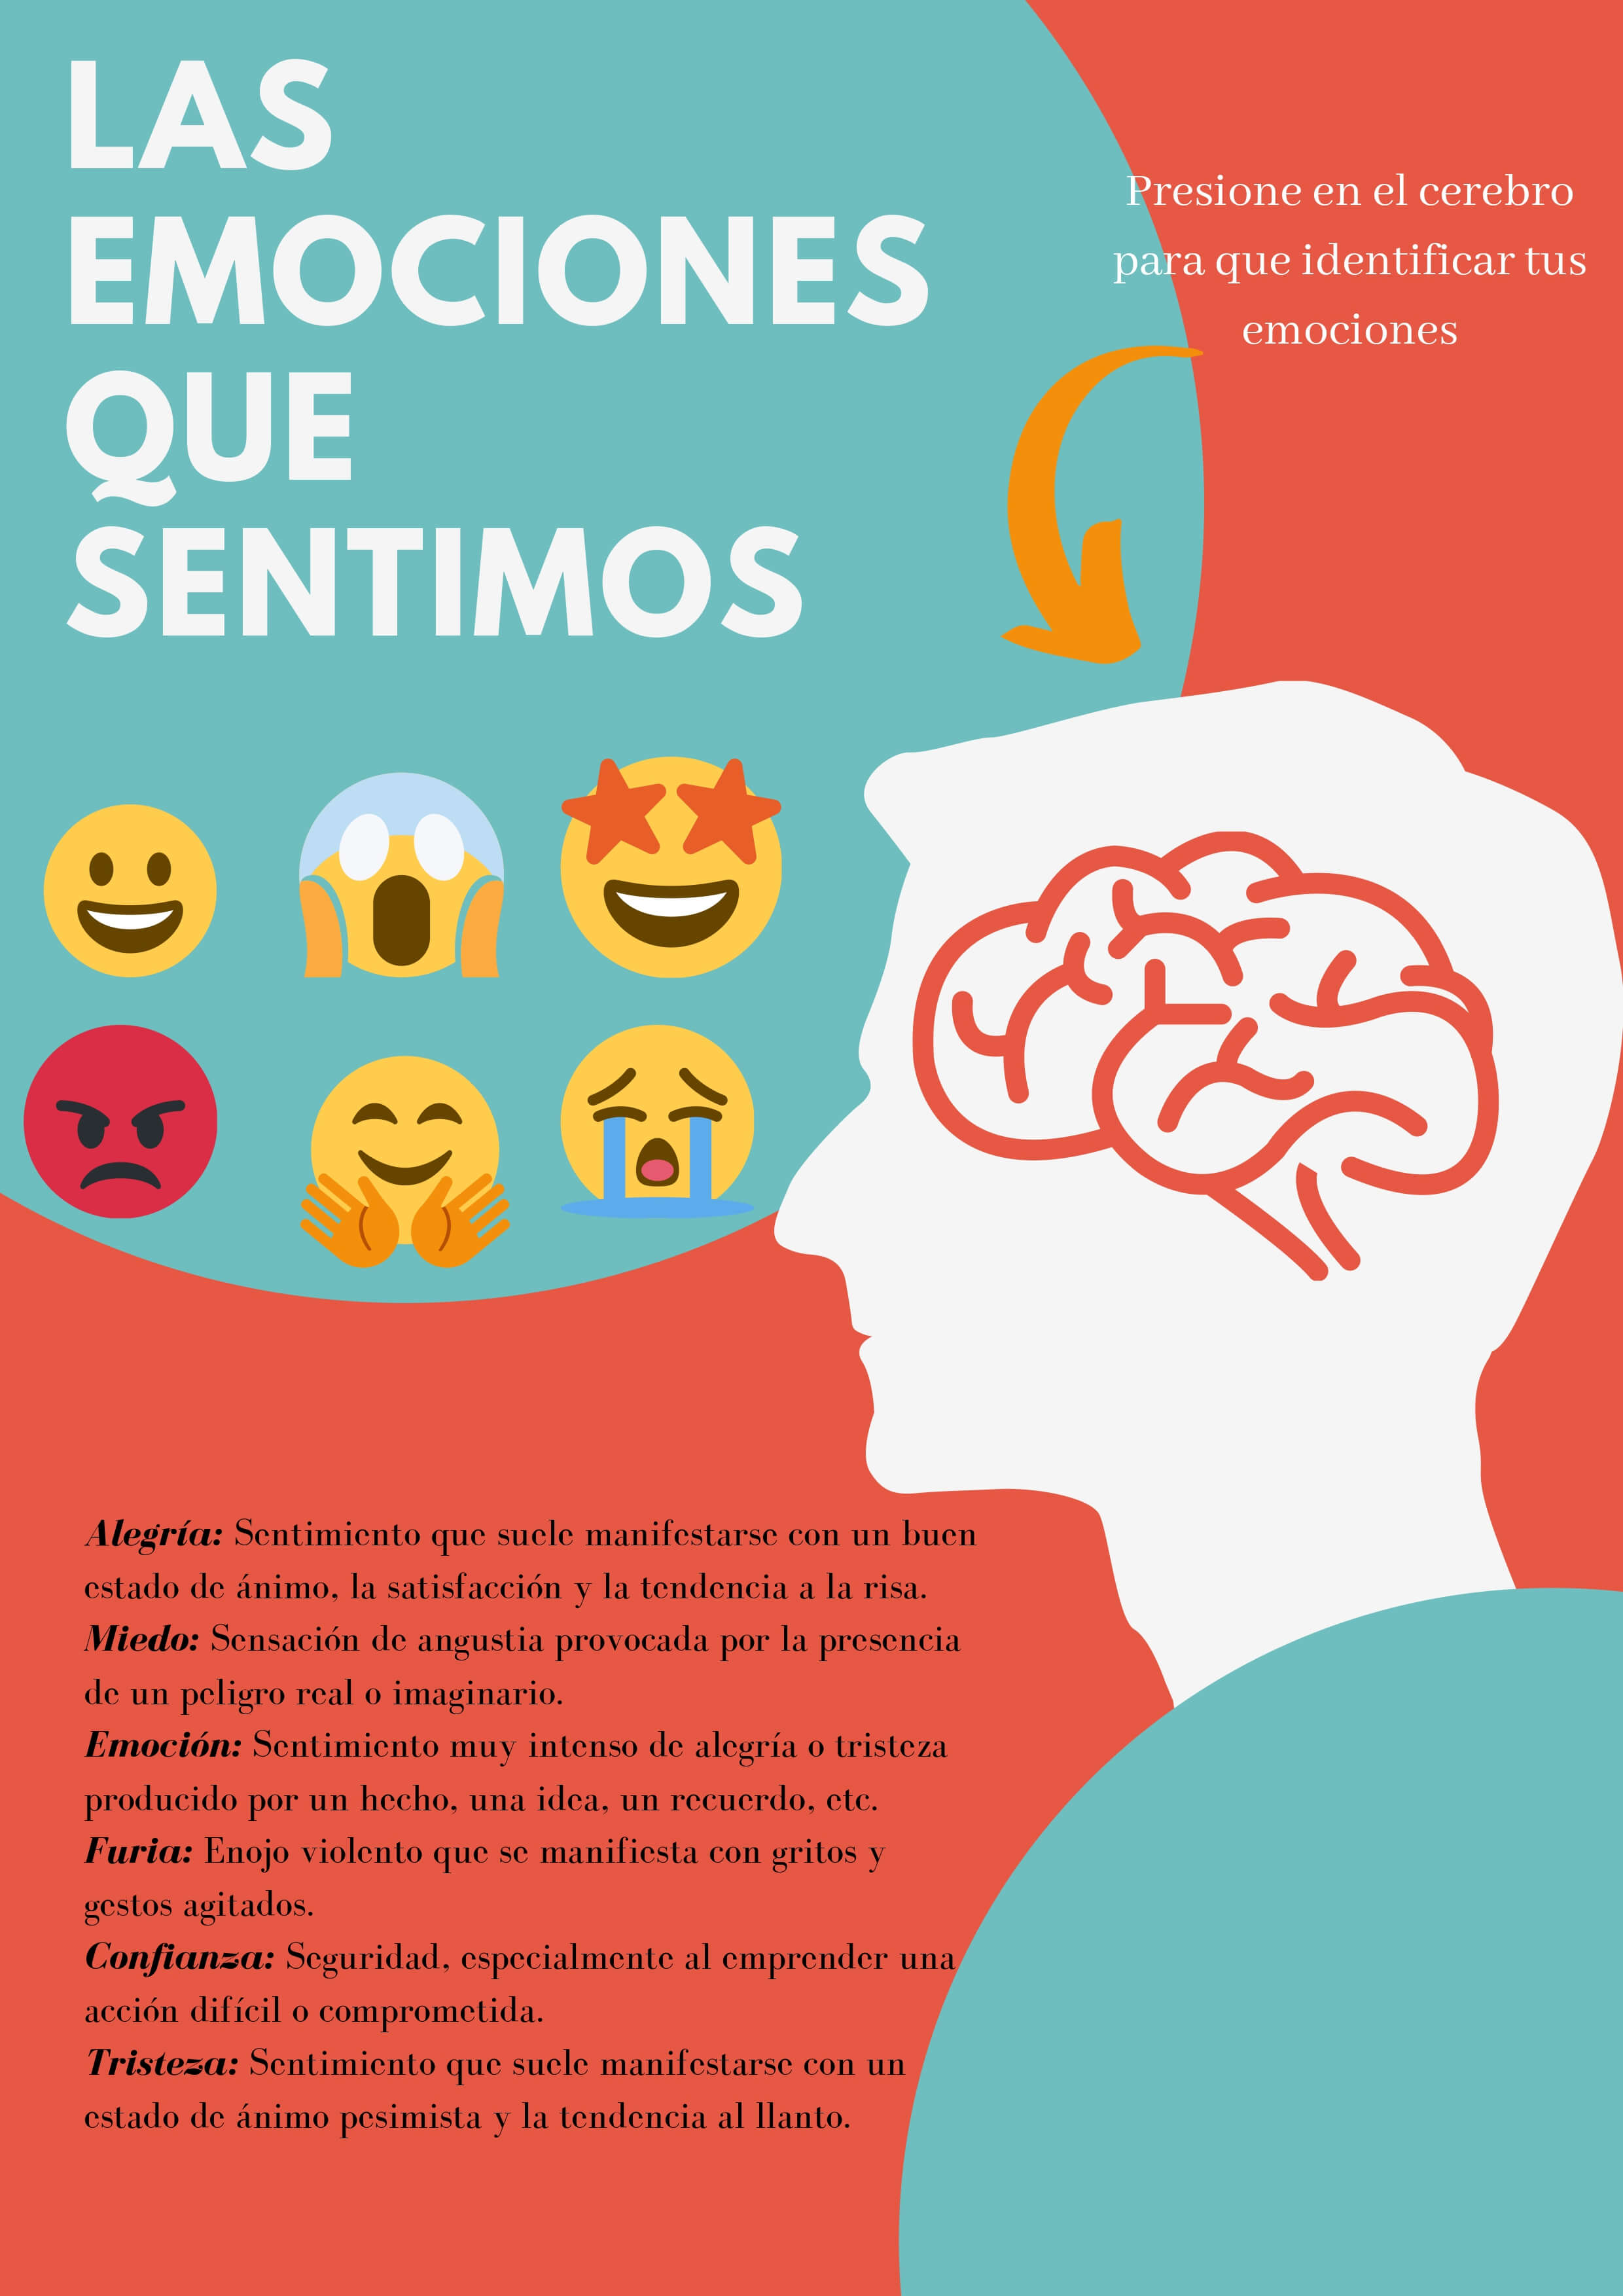 LAS
EMOCIONES
QUE
SENTIMOS
Presione en el cerebro
para que identificar tus
emociones
Alegría: Sentimiento que suele manifestarse con un buen
estado de ánimo, la satisfacción y la tendencia a la risa.
Miedo: Sensación de angustia provocada por la presencia
de un peligro real o imaginario.
Emoción: Sentimiento muy intenso de alegría o tristeza
producido por un hecho, una idea, un recuerdo, etc.
Furia: Enojo violento que se manifiesta con gritos y
gestos agitados.
Confianza: Seguridad, especialmente al emprender una
acción difícil o comprometida.
Tristeza: Sentimiento que suele manifestarse con un
estado de ánimo pesimista y la tendencia al llanto.